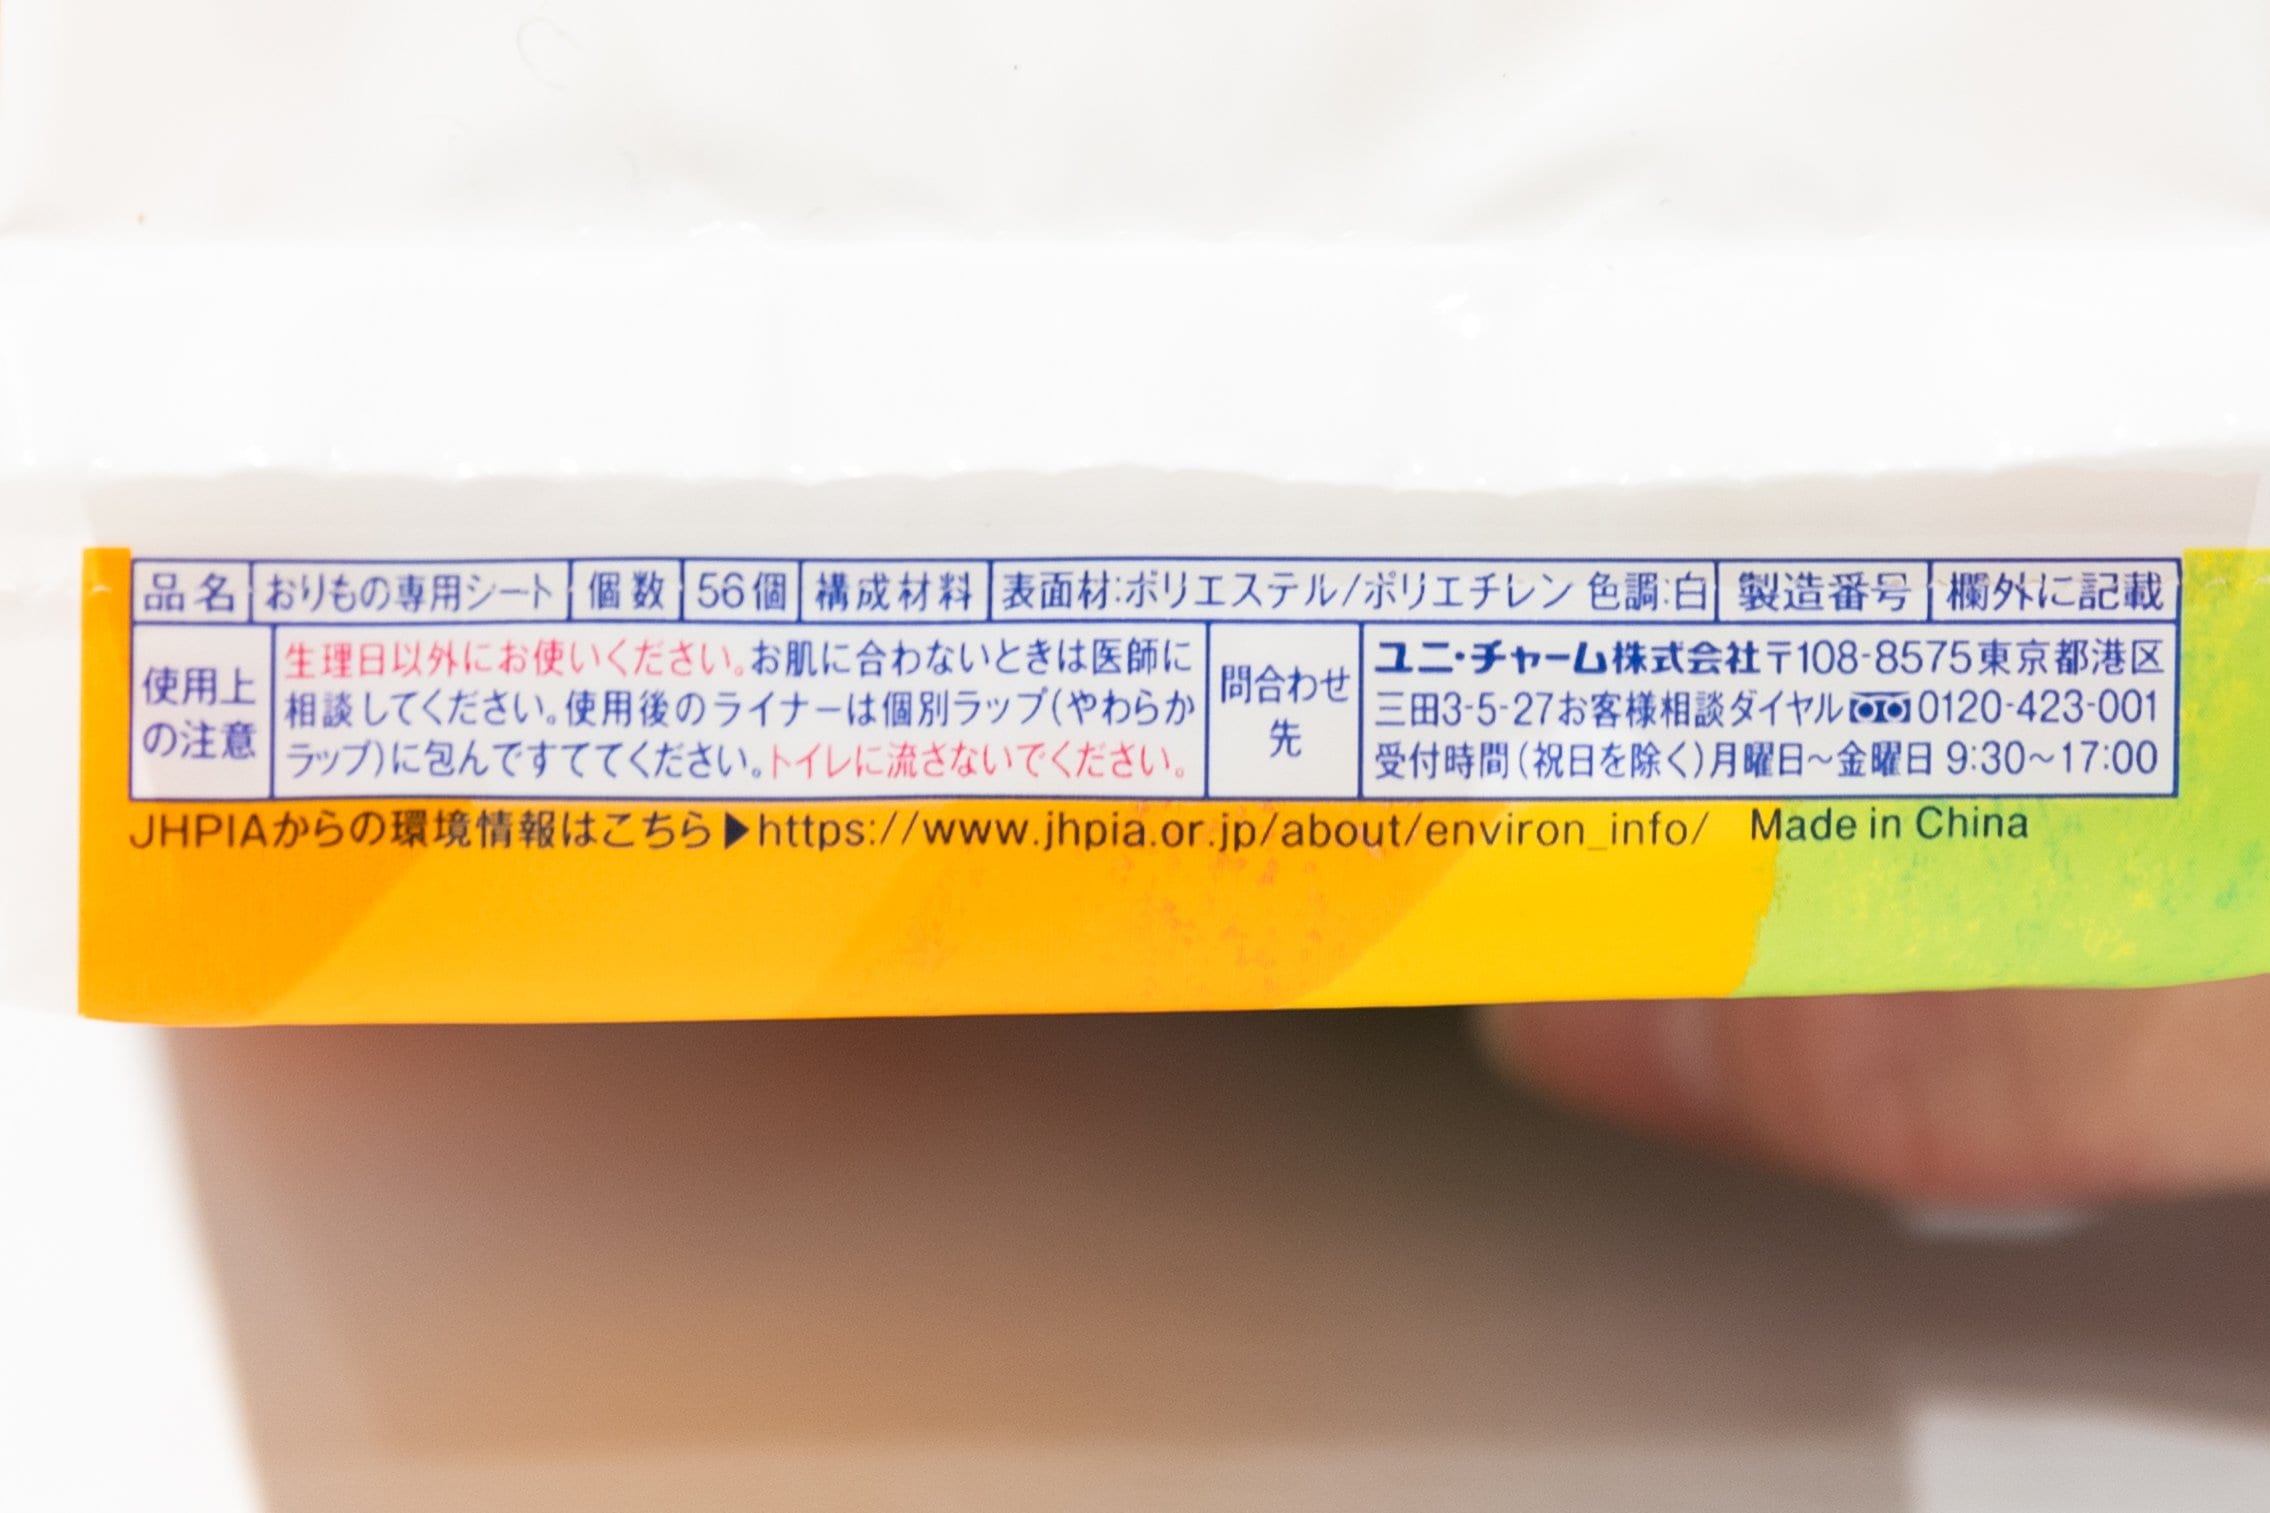 品名 おりもの専用シート 個数 56個 構成材料 表面材:ポリエステル/ポリエチレン 色調:白 製造番号 欄外に記載
使用上
の注意
生理日以外にお使いください。お肌に合わないときは医師に
相談してください。使用後のライナーは個別ラップ(やわらか
ラップ)に包んですててください。トイレに流さないでください。
問合わせ
先
ユニ・チャーム株式会社〒108-8575東京都港区
三田3-5-27お客様相談ダイヤル0120-423-001
受付時間(祝日を除く)月曜日～金曜日 9:30～17:00
JHPIAからの環境情報はこちら▶https://www.jhpia.or.jp/about/environ_info/ Made in China